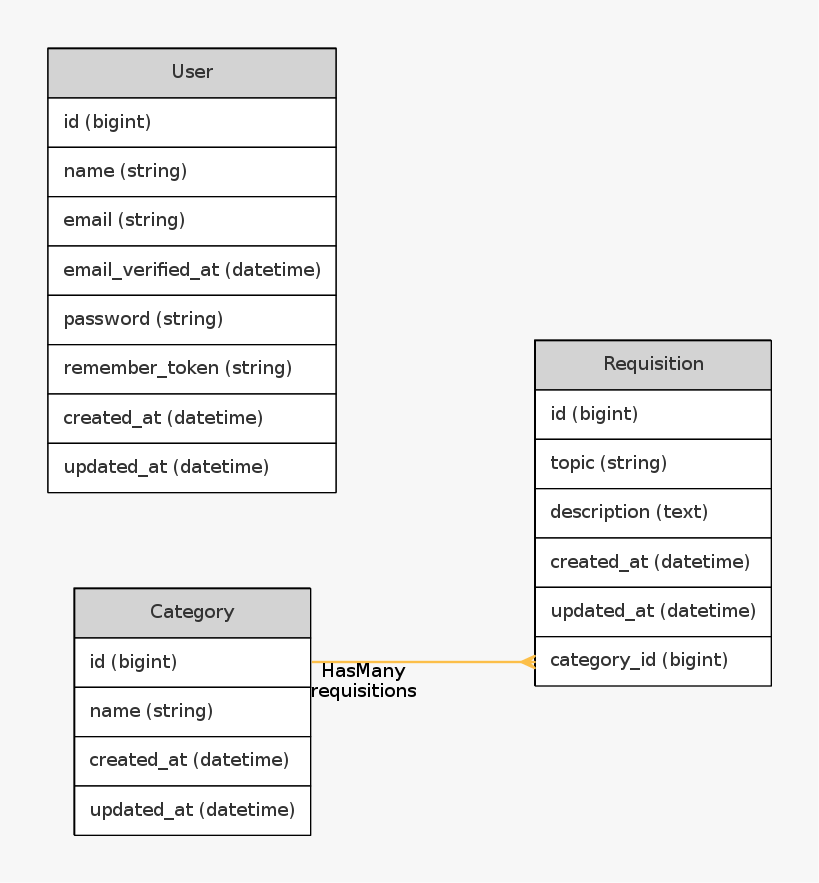 User
id (bigint)
name (string)
email (string)
email_verified_at (datetime)
password (string)
remember_token (string)
created_at (datetime)
updated_at (datetime)
Requisition
id (bigint)
topic (string)
description (text)
created_at (datetime)
updated_at (datetime)
category_id (bigint)
Category
id (bigint)
name (string)
created_at (datetime)
updated_at (datetime)
HasMany
requisitions